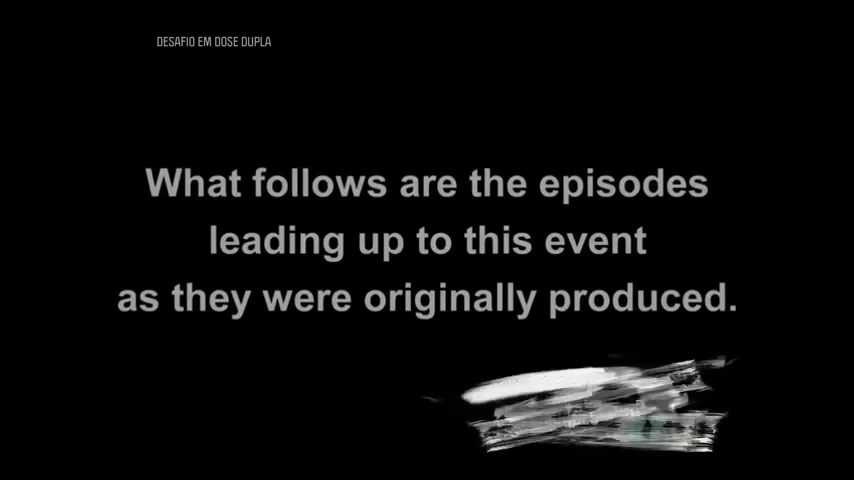 DESAFIO EM DOSE DUPLA
What follows are the episodes
leading up to this event
as they were originally produced.